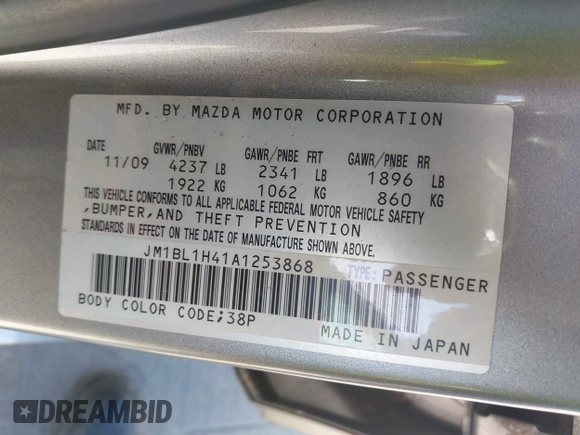 MFD. BY MAZDA MOTOR CORPORATION
DATE GVWR/PNBV GAWR/PNBE FRT GAWR/PNBE RR
11/09 4237 LB 2341 LB 1896 LB
1922 KG 1062 KG 860 KG
THIS VEHICLE CONFORMS TO ALL APPLICABLE FEDERAL MOTOR VEHICLE SAFETY
,BUMPER,AND THEFT PREVENTION
STANDARDS IN EFFECT ON THE DATE OF MANUFACTURE SHOWN ABOVE.
JM1BL1H41A1253868 TYPE: PASSENGER
BODY COLOR CODE;38P
MADE IN JAPAN
DREAMBID